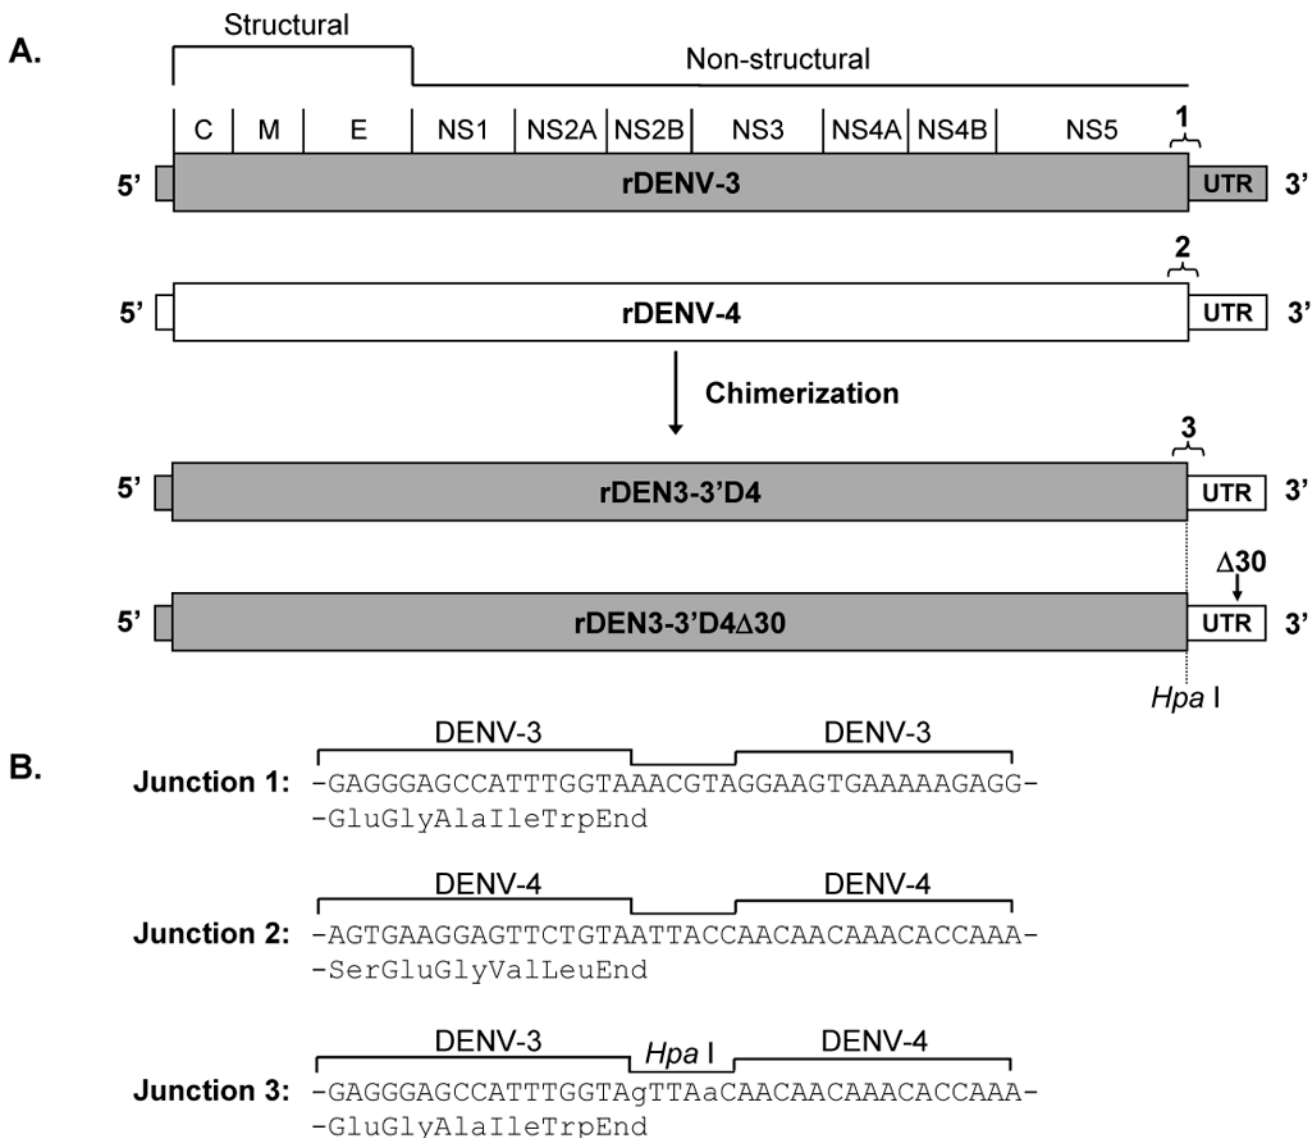 A.
Structural
Non-structural
C M E NS1 NS2A NS2B NS3 NS4A NS4B NS5 1
5’ rDENV-3 UTR 3’
2
5’ rDENV-4 UTR 3’
Chimerization
3
5’ rDEN3-3’D4 UTR 3’
Δ30
5’ rDEN3-3’D4Δ30 UTR 3’
Hpa I
B.
DENV-3 DENV-3
Junction 1: -GAGGGAGCCATTTGGTAAACGTAGGAAGTGAAAAAGAGG-
-GluGlyAlaIleTrpEnd
DENV-4 DENV-4
Junction 2: -AGTGAAGGAGTTCTGTAATTACCAACAACAAACACCAAA-
-SerGluGlyValLeuEnd
DENV-3 Hpa I DENV-4
Junction 3: -GAGGGAGCCATTTGGTAgTTAaCAACAACAAACACCAAA-
-GluGlyAlaIleTrpEnd